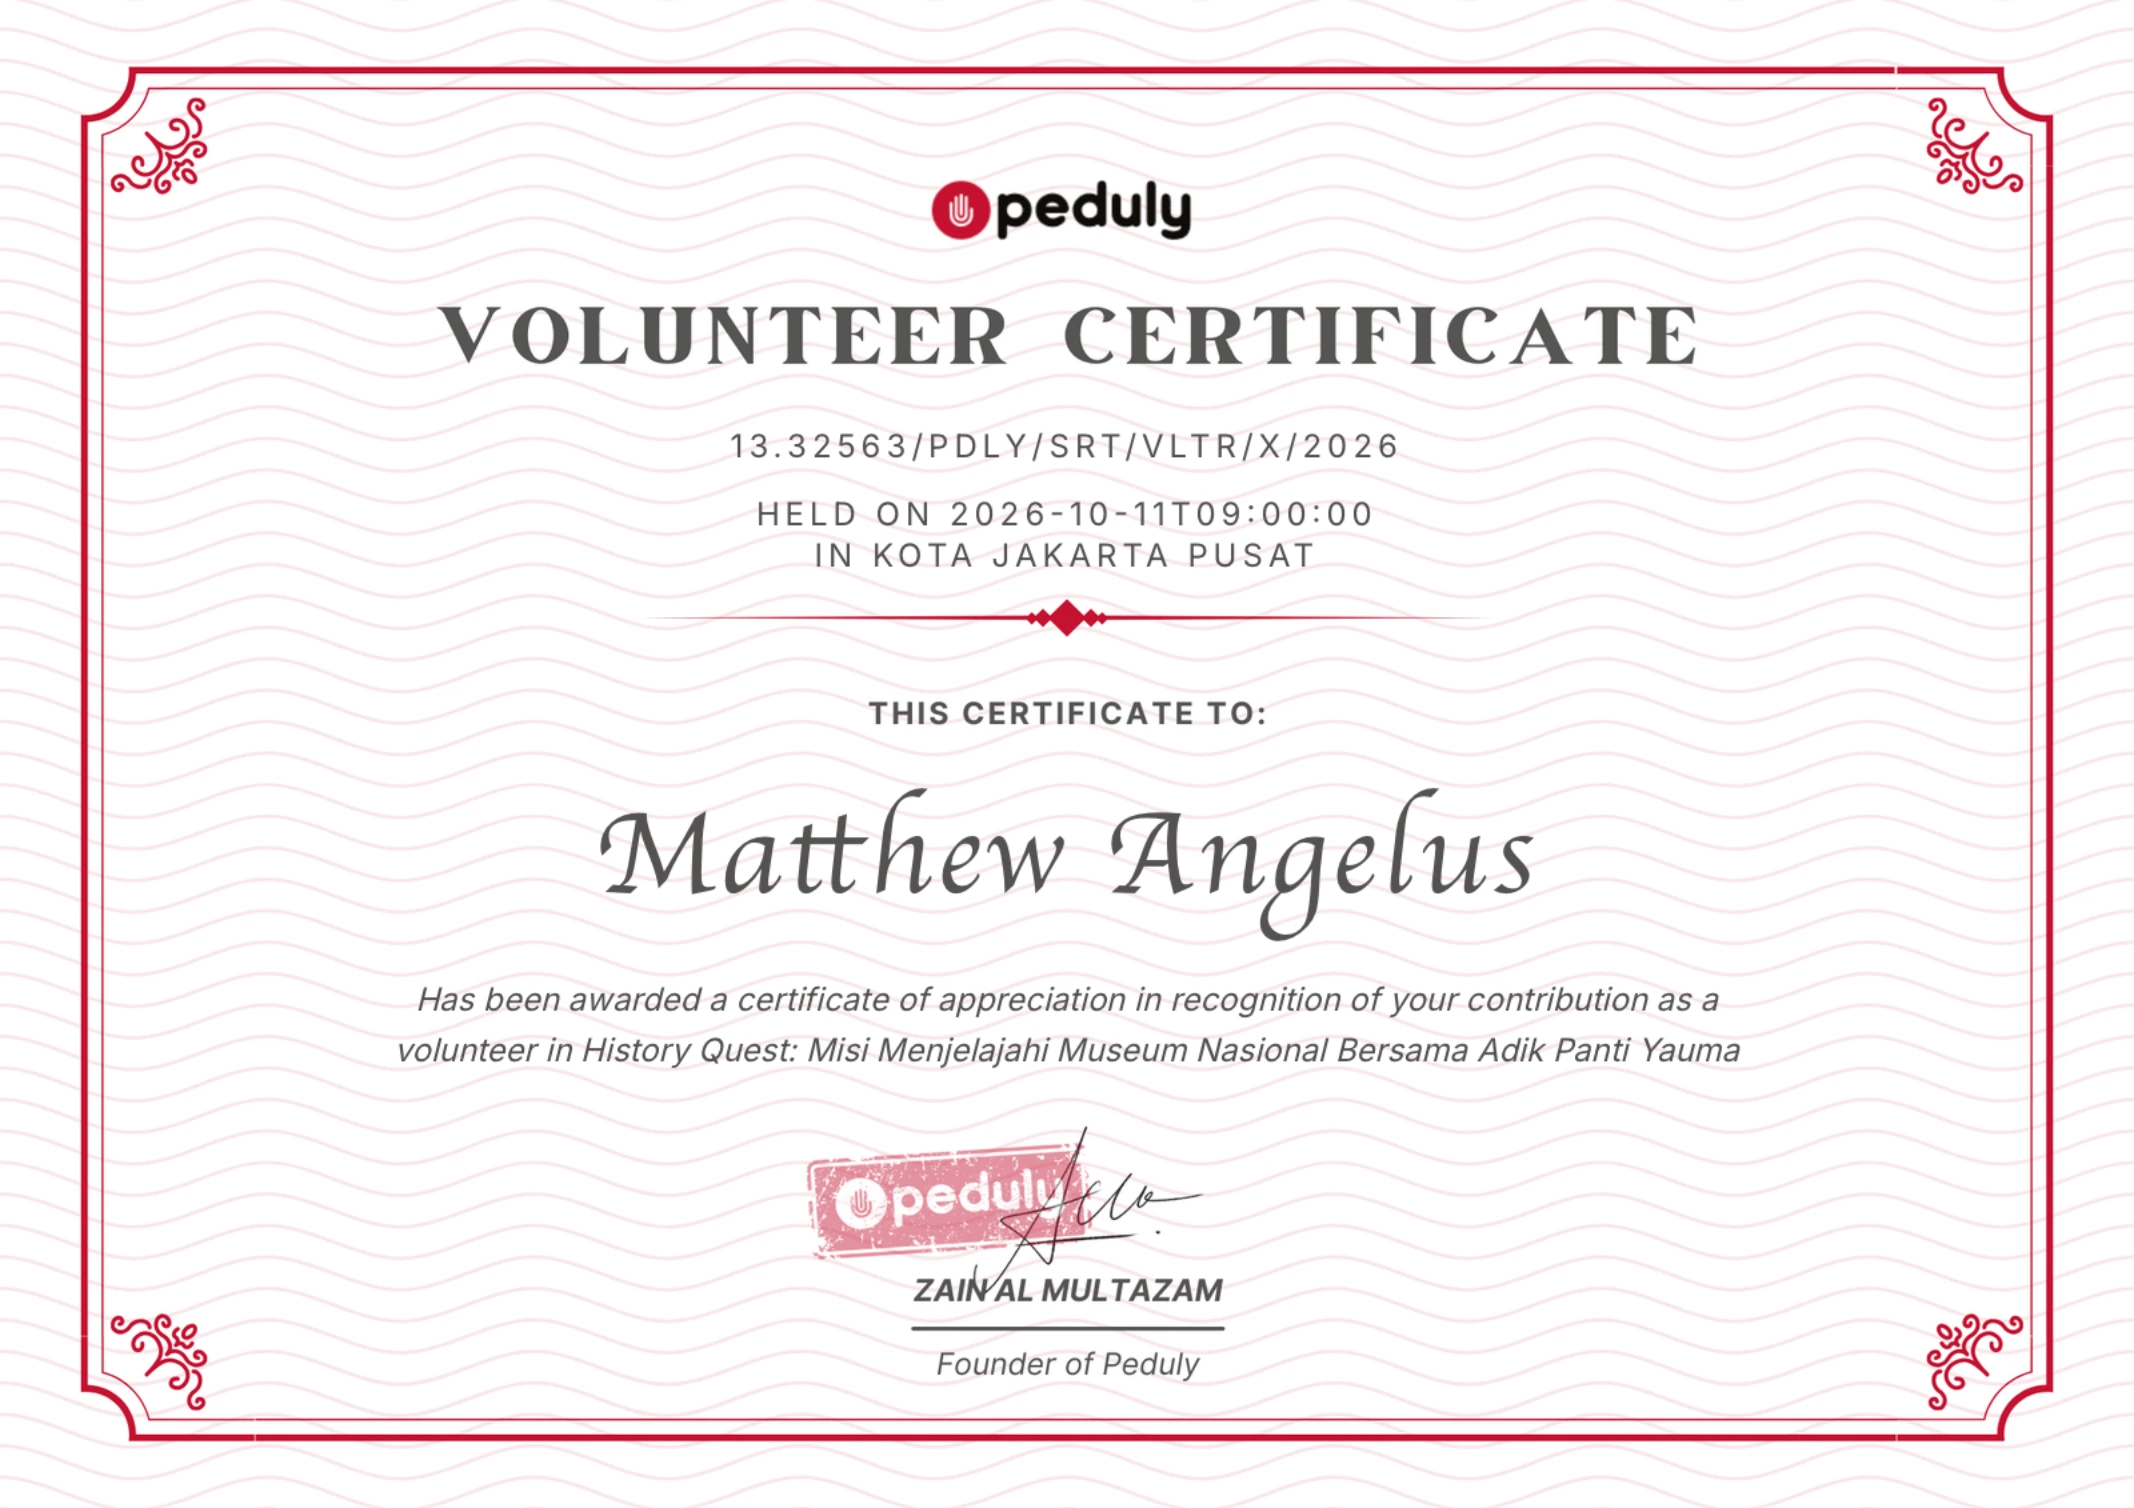 peduly
VOLUNTEER CERTIFICATE
13.32563/PDLY/SRT/VLTR/X/2026
HELD ON 2026-10-11T09:00:00
IN KOTA JAKARTA PUSAT
THIS CERTIFICATE TO:
Matthew Angelus
Has been awarded a certificate of appreciation in recognition of your contribution as a
volunteer in History Quest: Misi Menjelajahi Museum Nasional Bersama Adik Panti Yauma
peduly
ZAIN AL MULTAZAM
Founder of Peduly